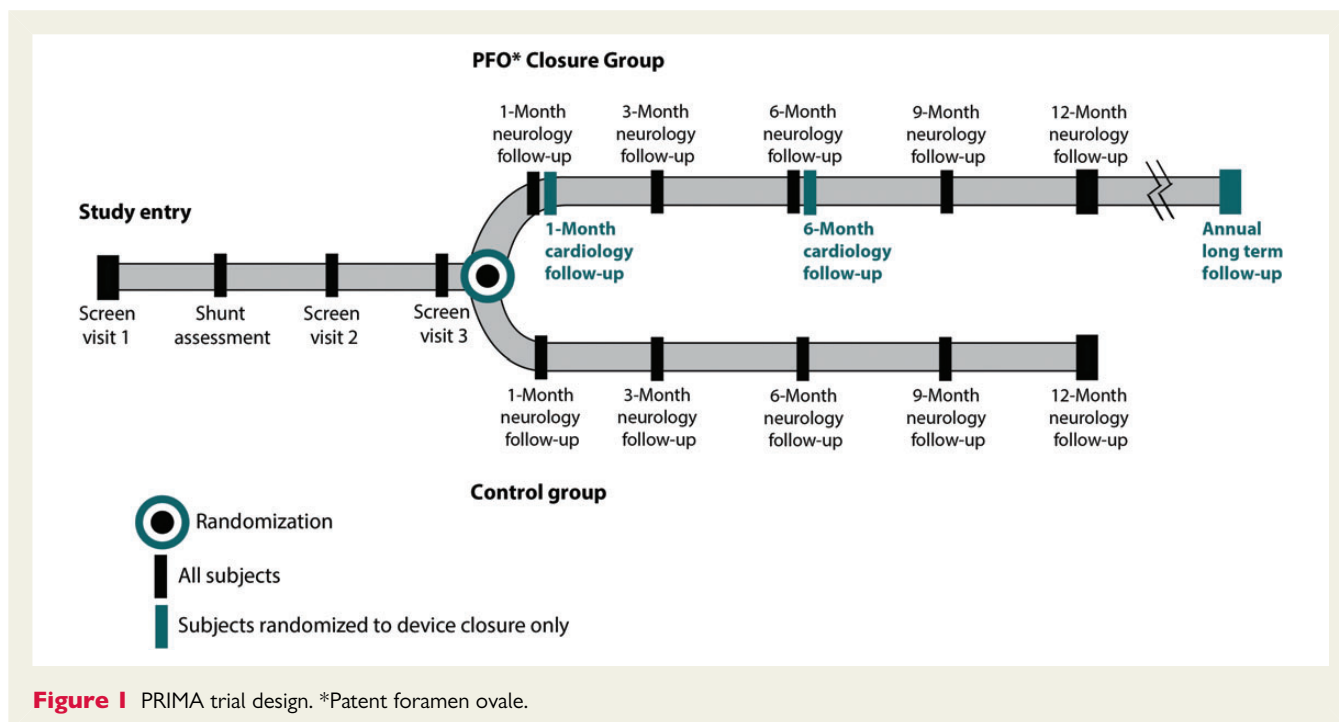 PFO* Closure Group
1-Month
neurology
follow-up
3-Month
neurology
follow-up
6-Month
neurology
follow-up
9-Month
neurology
follow-up
12-Month
neurology
follow-up
Study entry
1-Month
cardiology
follow-up
6-Month
cardiology
follow-up
Annual
long term
follow-up
Screen
visit 1
Shunt
assessment
Screen
visit 2
Screen
visit 3
1-Month
neurology
follow-up
3-Month
neurology
follow-up
6-Month
neurology
follow-up
9-Month
neurology
follow-up
12-Month
neurology
follow-up
Control group
Randomization
All subjects
Subjects randomized to device closure only
Figure 1 PRIMA trial design. *Patent foramen ovale.